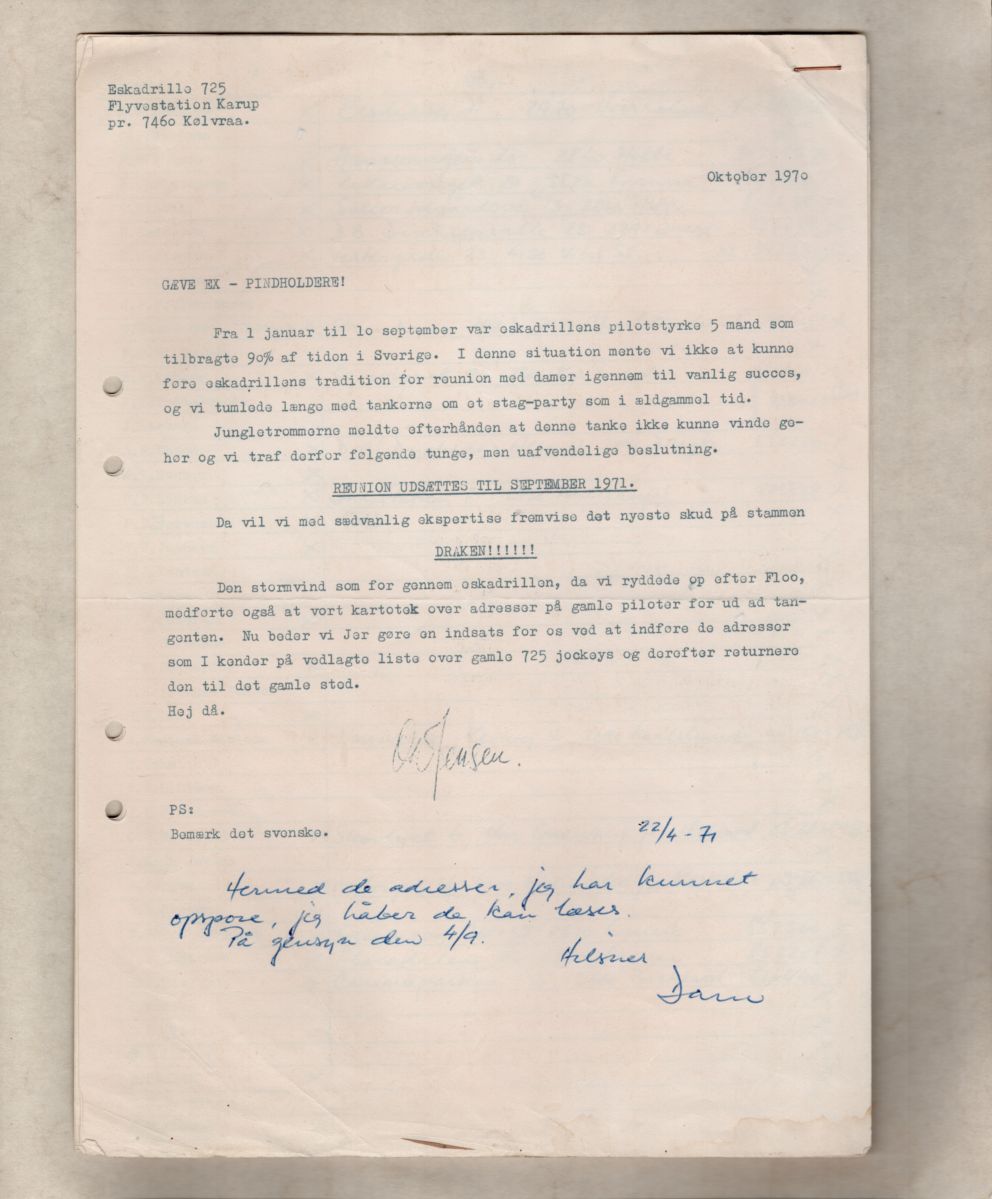 Eskadrille 725
Flyvestation Karup
pr. 7460 Kølvraa.
Oktober 1970
GÆVE EX - PINDHOLDERE!
Fra 1 januar til 10 september var eskadrillens pilotstyrke 5 mand som
tilbragte 90% af tiden i Sverige. I denne situation mente vi ikke at kunne
føre eskadrillens tradition for reunion med damer igennem til vanlig succes,
og vi tumlede længe med tankerne om et stag-party som i ældgammel tid.
Jungletrommerne meldte efterhånden at denne tanke ikke kunne vinde ge-
hør og vi traf derfor følgende tunge, men uafvendelige beslutning.
REUNION UDSÆTTES TIL SEPTEMBER 1971.
Da vil vi med sædvanlig ekspertise fremvise det nyeste skud på stammen
DRAKEN!!!!!!
Den stormvind som for gennem eskadrillen, da vi ryddede op efter Floo,
medførte også at vort kartotek over adresser på gamle piloter for ud ad tan-
genten. Nu beder vi Jer gøre en indsats for os ved at indføre de adresser
som I kender på vedlagte liste over gamle 725 jockeys og derefter returnere
den til det gamle sted.
Hej då.
Jensen.
PS:
Bemærk det svenske.
22/4 - 71
Hermed de adresser, jeg har kunnet
opspore, jeg håber de kan læses.
På gensyn den 4/9.
Hilsner
Dam